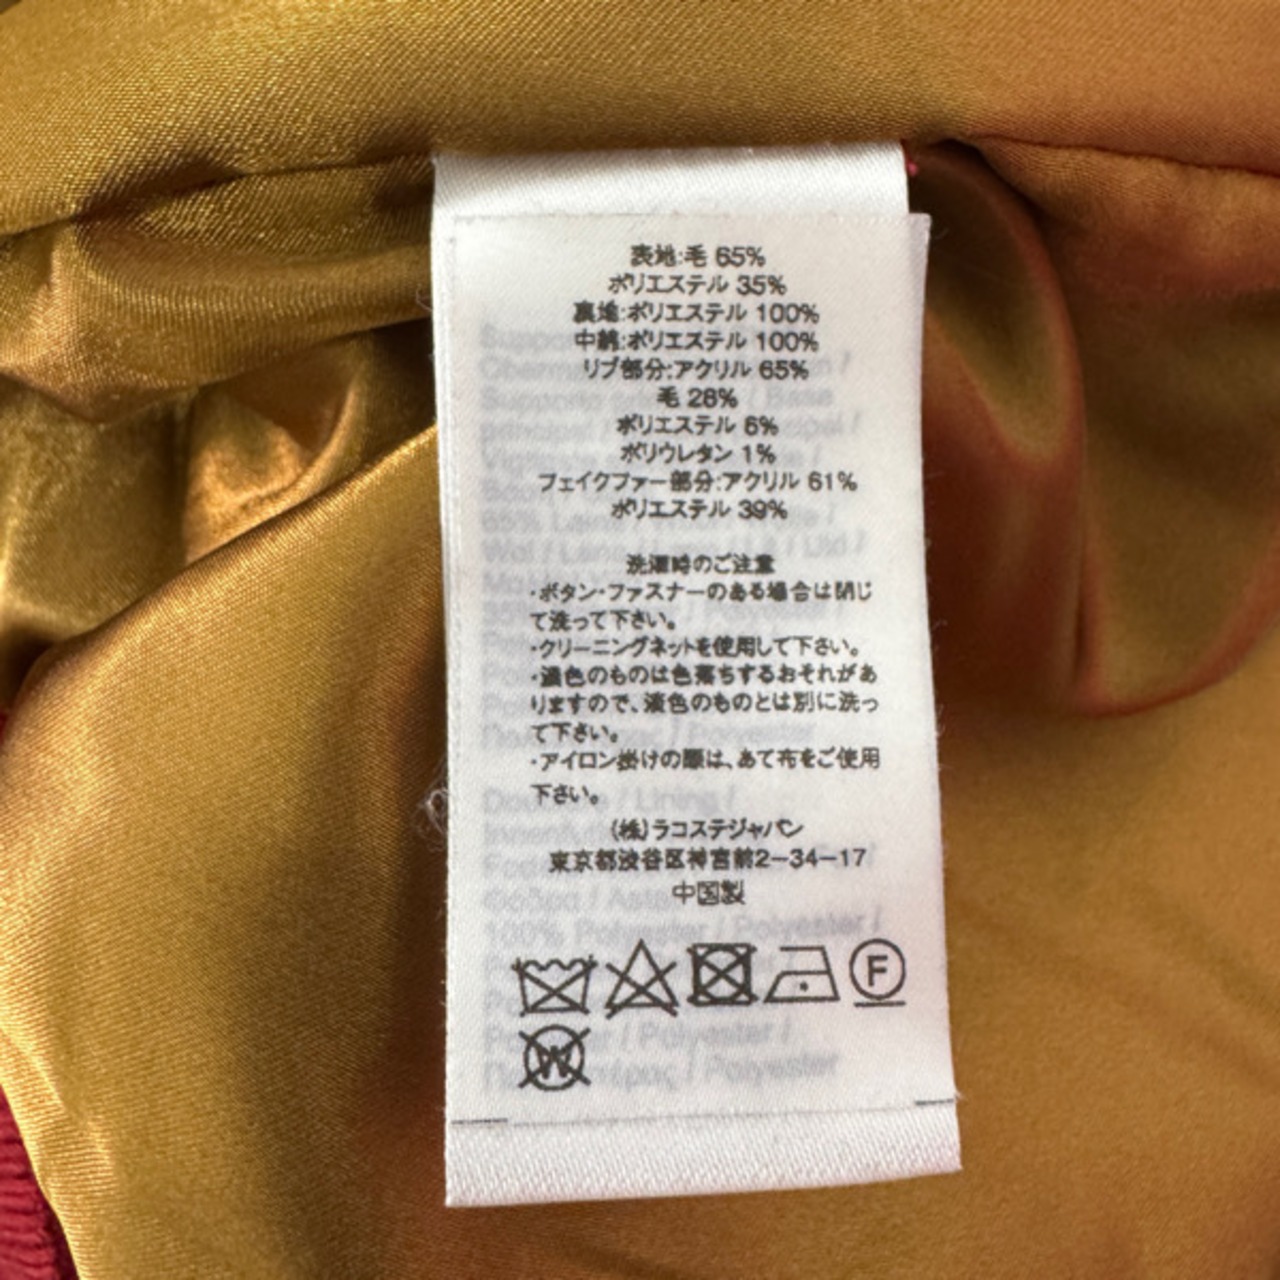 表地:毛 65%
ポリエステル 35%
裏地:ポリエステル 100%
中綿:ポリエステル 100%
リブ部分:アクリル 65%
毛 28%
ポリエステル 6%
ポリウレタン 1%
フェイクファー部分:アクリル 61%
ポリエステル 39%
洗濯時のご注意
・ボタン・ファスナーのある場合は閉じ
て洗って下さい。
・クリーニングネットを使用して下さい。
・濃色のものは色落ちするおそれがあ
りますので、淡色のものとは別に洗っ
て下さい。
・アイロン掛けの際は、あて布をご使用
下さい。
(株)ラコステジャパン
東京都渋谷区神宮前2-34-17
中国製
F
W